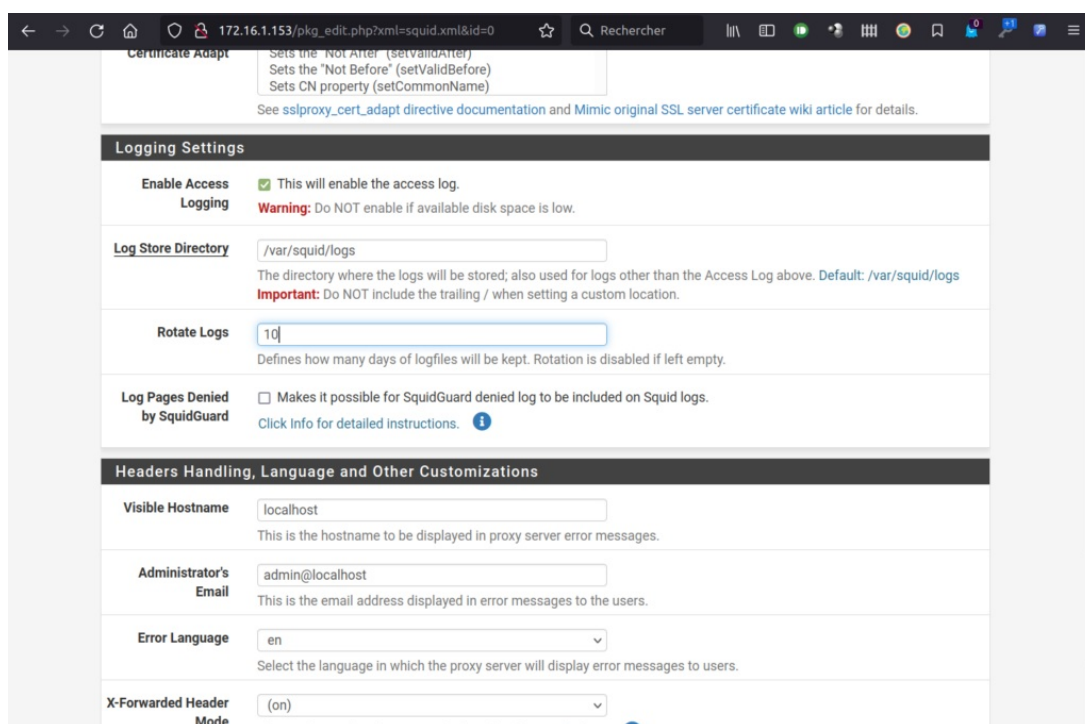 172.16.1.153/pkg_edit.php?xml=squid.xml&id=0
Rechercher
0
+1
Certificate Adapt
Sets the "Not After" (setValidAfter)
Sets the "Not Before" (setValidBefore)
Sets CN property (setCommonName)
See sslproxy_cert_adapt directive documentation and Mimic original SSL server certificate wiki article for details.
Logging Settings
Enable Access Logging
This will enable the access log.
Warning: Do NOT enable if available disk space is low.
Log Store Directory
/var/squid/logs
The directory where the logs will be stored; also used for logs other than the Access Log above. Default: /var/squid/logs
Important: Do NOT include the trailing / when setting a custom location.
Rotate Logs
10
Defines how many days of logfiles will be kept. Rotation is disabled if left empty.
Log Pages Denied
by SquidGuard
Makes it possible for SquidGuard denied log to be included on Squid logs.
Click Info for detailed instructions.
Headers Handling, Language and Other Customizations
Visible Hostname
localhost
This is the hostname to be displayed in proxy server error messages.
Administrator's
Email
admin@localhost
This is the email address displayed in error messages to the users.
Error Language
en
Select the language in which the proxy server will display error messages to users.
X-Forwarded Header
Mode
(on)